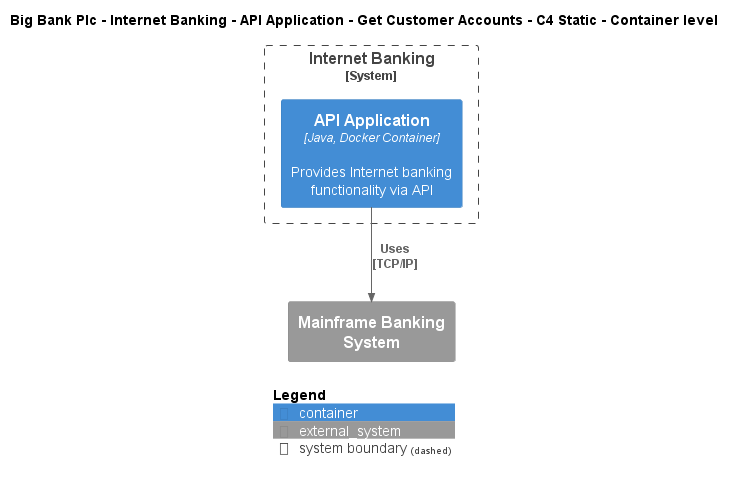 Big Bank Plc - Internet Banking - API Application - Get Customer Accounts - C4 Static - Container level
Internet Banking
[System]
API Application
[Java, Docker Container]
Provides Internet banking
functionality via API
Uses
[TCP/IP]
Mainframe Banking
System
Legend
container
external_system
system boundary (dashed)